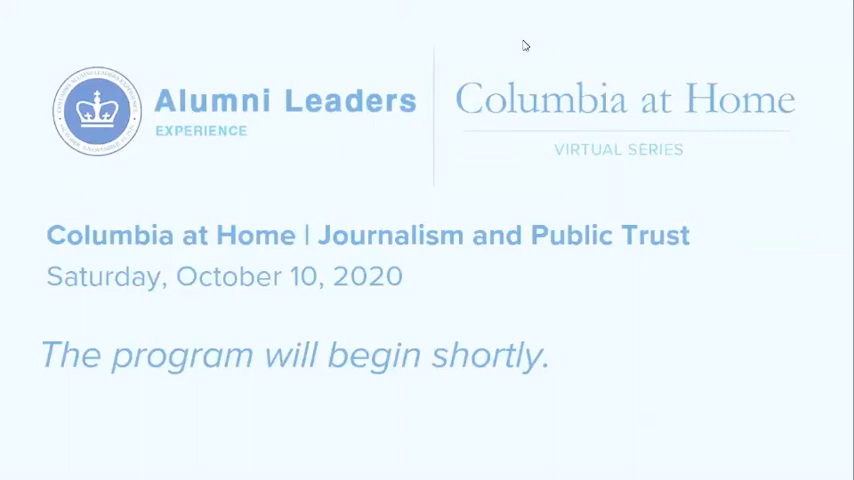 Alumni Leaders
EXPERIENCE
Columbia at Home
VIRTUAL SERIES
Columbia at Home | Journalism and Public Trust
Saturday, October 10, 2020
The program will begin shortly.